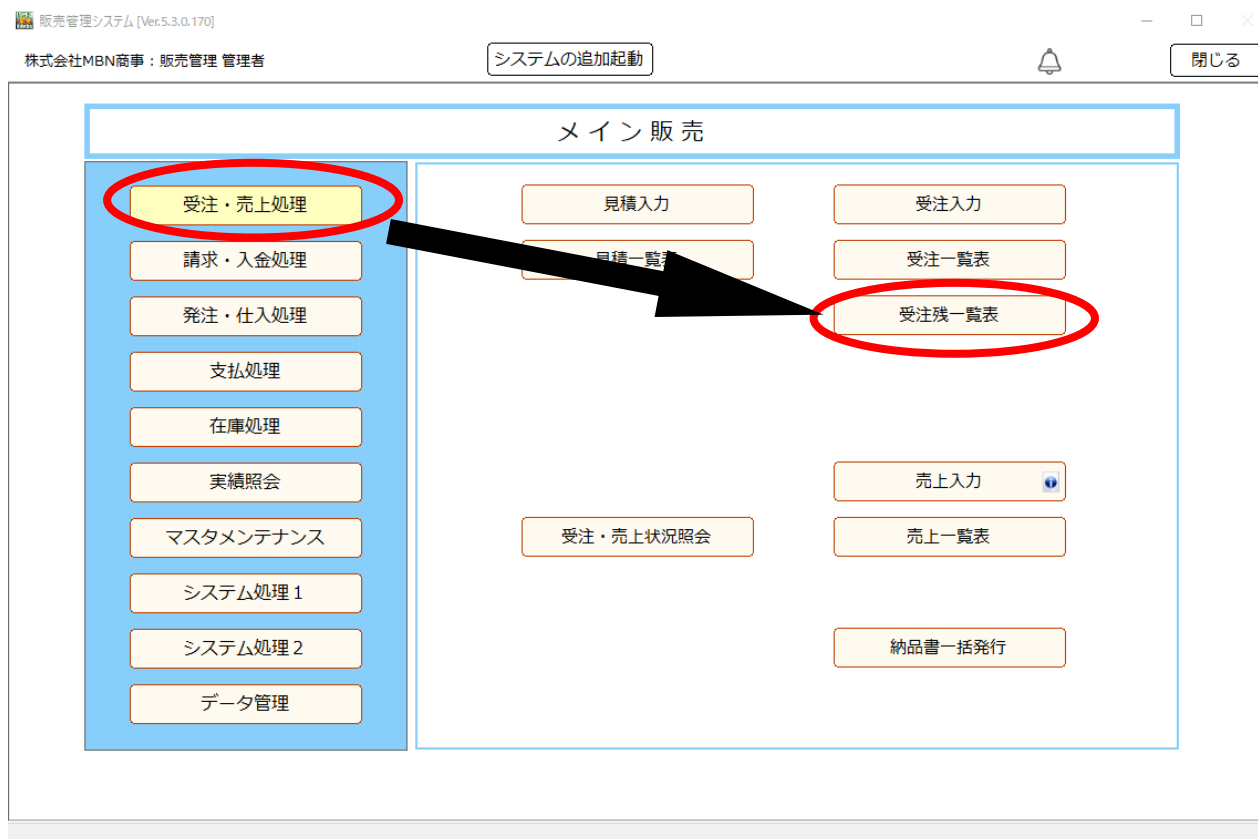 販売管理システム [Ver.5.3.0.170]
株式会社MBN商事：販売管理 管理者
システムの追加起動
閉じる
メイン販売
受注・売上処理
請求・入金処理
発注・仕入処理
支払処理
在庫処理
実績照会
マスタメンテナンス
システム処理１
システム処理２
データ管理
見積入力
受注入力
見積一覧表
受注一覧表
受注残一覧表
売上入力
受注・売上状況照会
売上一覧表
納品書一括発行